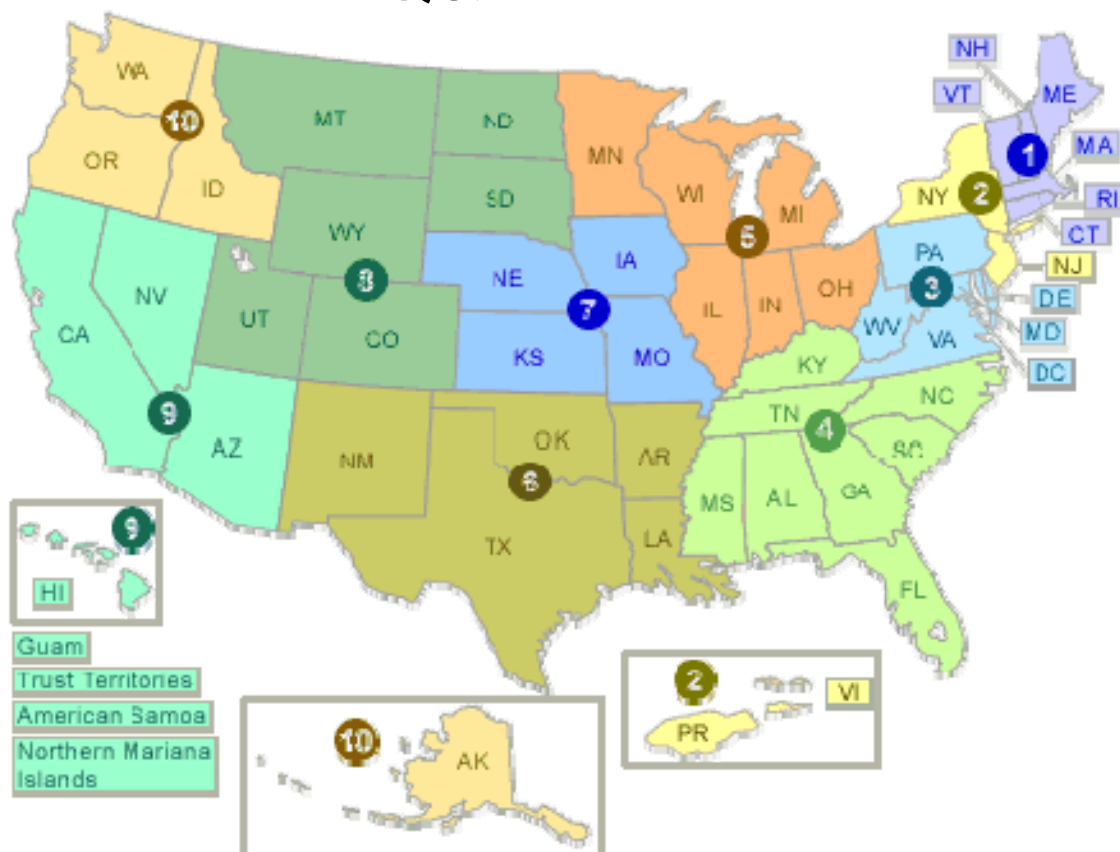 NH
WA
VT
ME
10
MT
ND
MN
1
MA
OR
ID
WI
MI
NY
2
RI
SD
CT
WY
5
PA
NJ
NE
IA
8
3
DE
NV
OH
IL
IN
7
UT
CO
WV
MD
CA
VA
KS
MO
KY
DC
NC
9
TN
4
AZ
OK
SC
NM
AR
6
GA
MS
AL
9
TX
LA
HI
FL
Guam
Trust Territories
2
VI
American Samoa
PR
10
Northern Mariana
Islands
AK